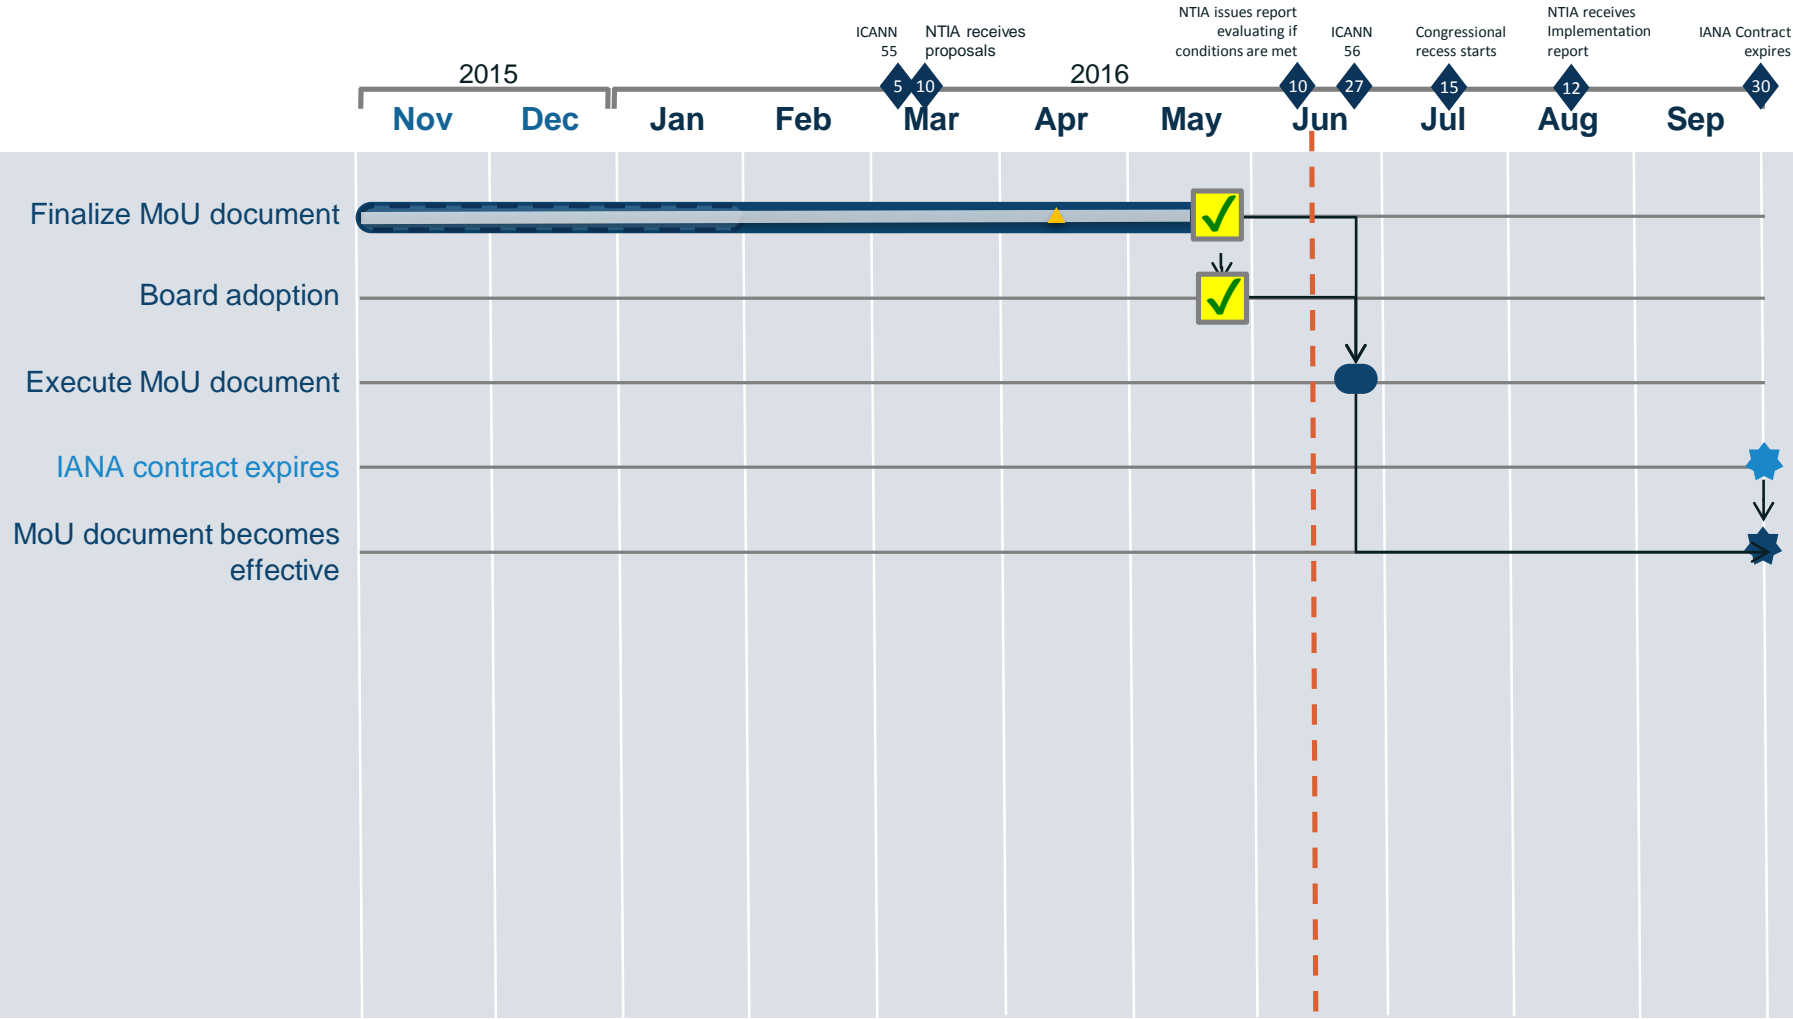 ICANN
55
NTIA receives
proposals
NTIA issues report
evaluating if
conditions are met
ICANN
56
Congressional
recess starts
NTIA receives
Implementation
report
IANA Contract
expires
2015
2016
5
10
10
27
15
12
30
Nov
Dec
Jan
Feb
Mar
Apr
May
Jun
Jul
Aug
Sep
Finalize MoU document
Board adoption
Execute MoU document
IANA contract expires
MoU document becomes
effective